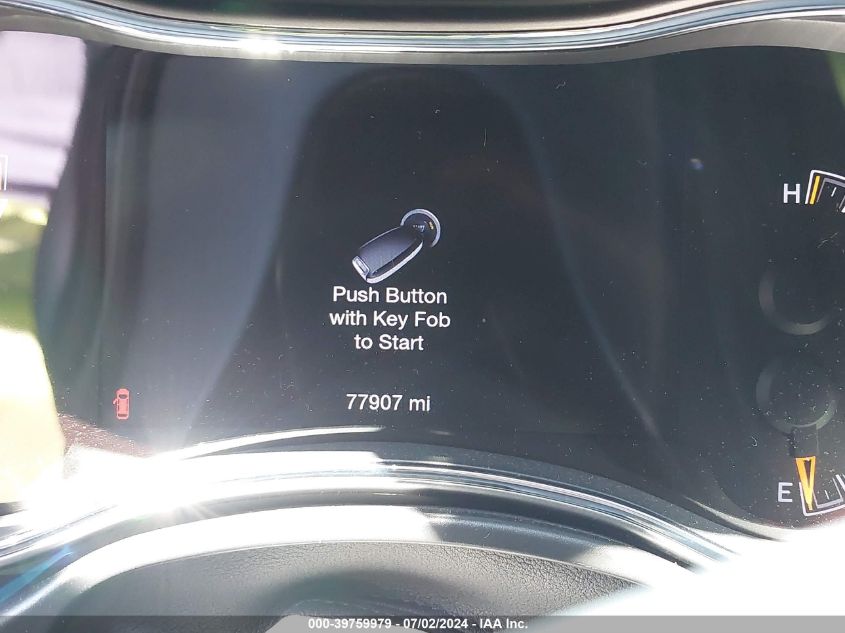 H
Push Button
with Key Fob
to Start
77907 mi
E
000-39759979 - 07/02/2024 - IAA Inc.